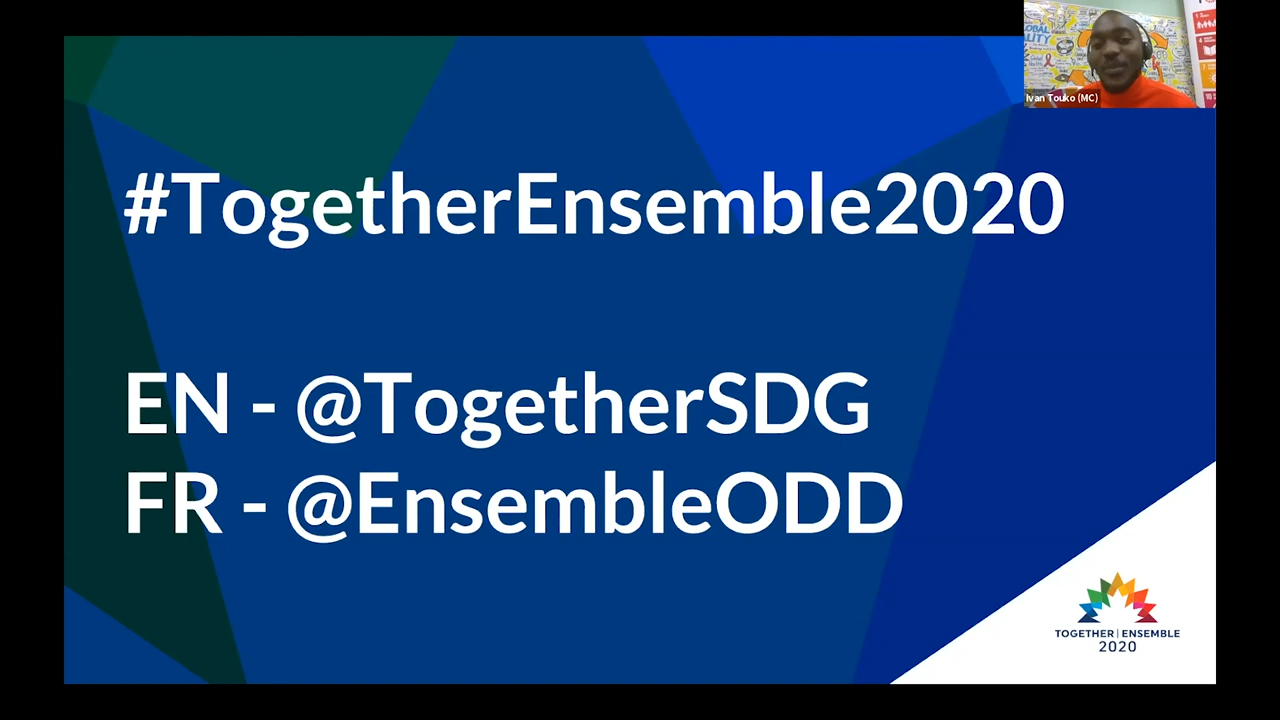 #TogetherEnsemble2020
EN - @TogetherSDG
FR - @EnsembleODD
Ivan Touko (MC)
TOGETHER | ENSEMBLE
2020